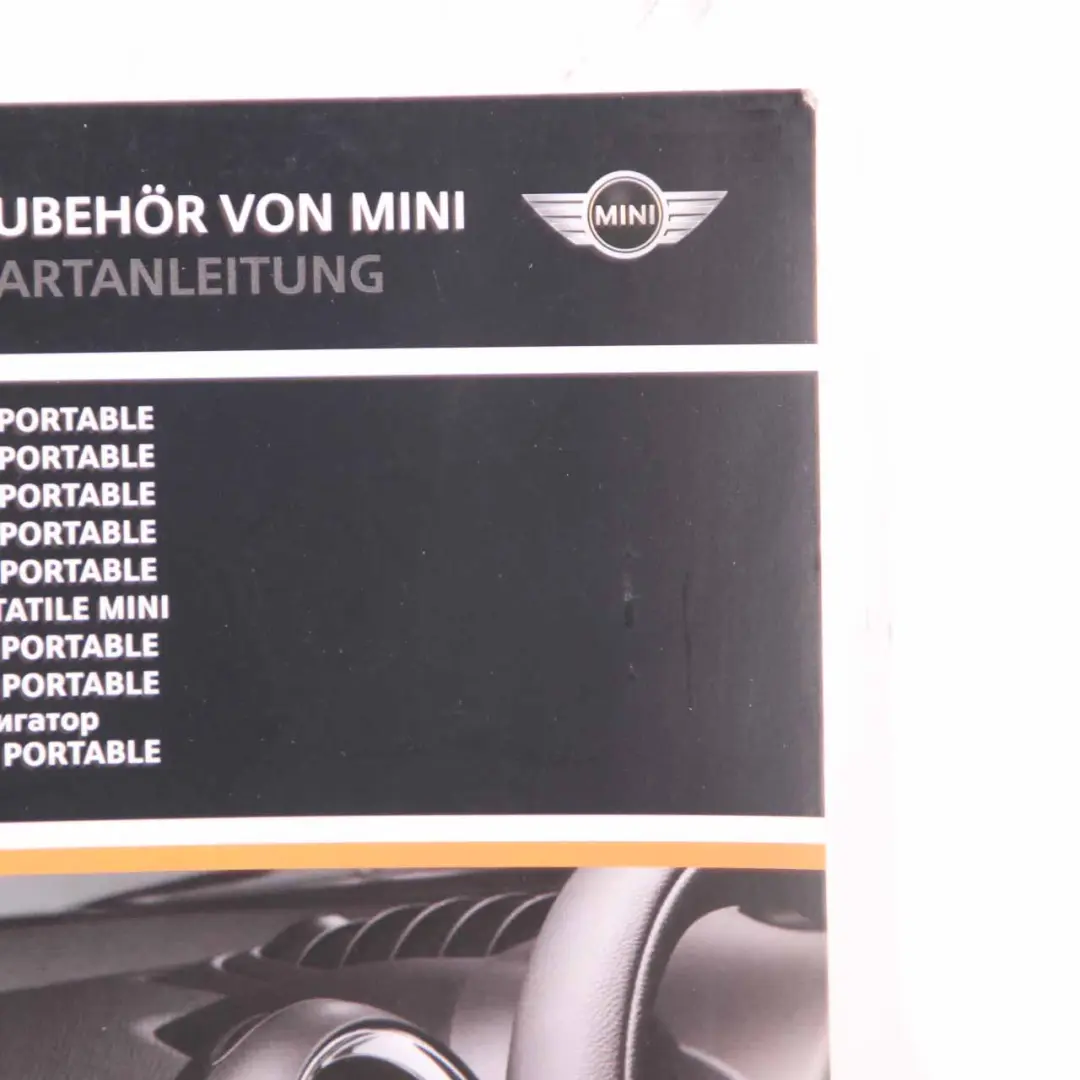 UBEHÖR VON MINI
MINI
ARTANLEITUNG
PORTABLE
PORTABLE
PORTABLE
PORTABLE
PORTABLE
TATILE MINI
PORTABLE
PORTABLE
игатор
PORTABLE